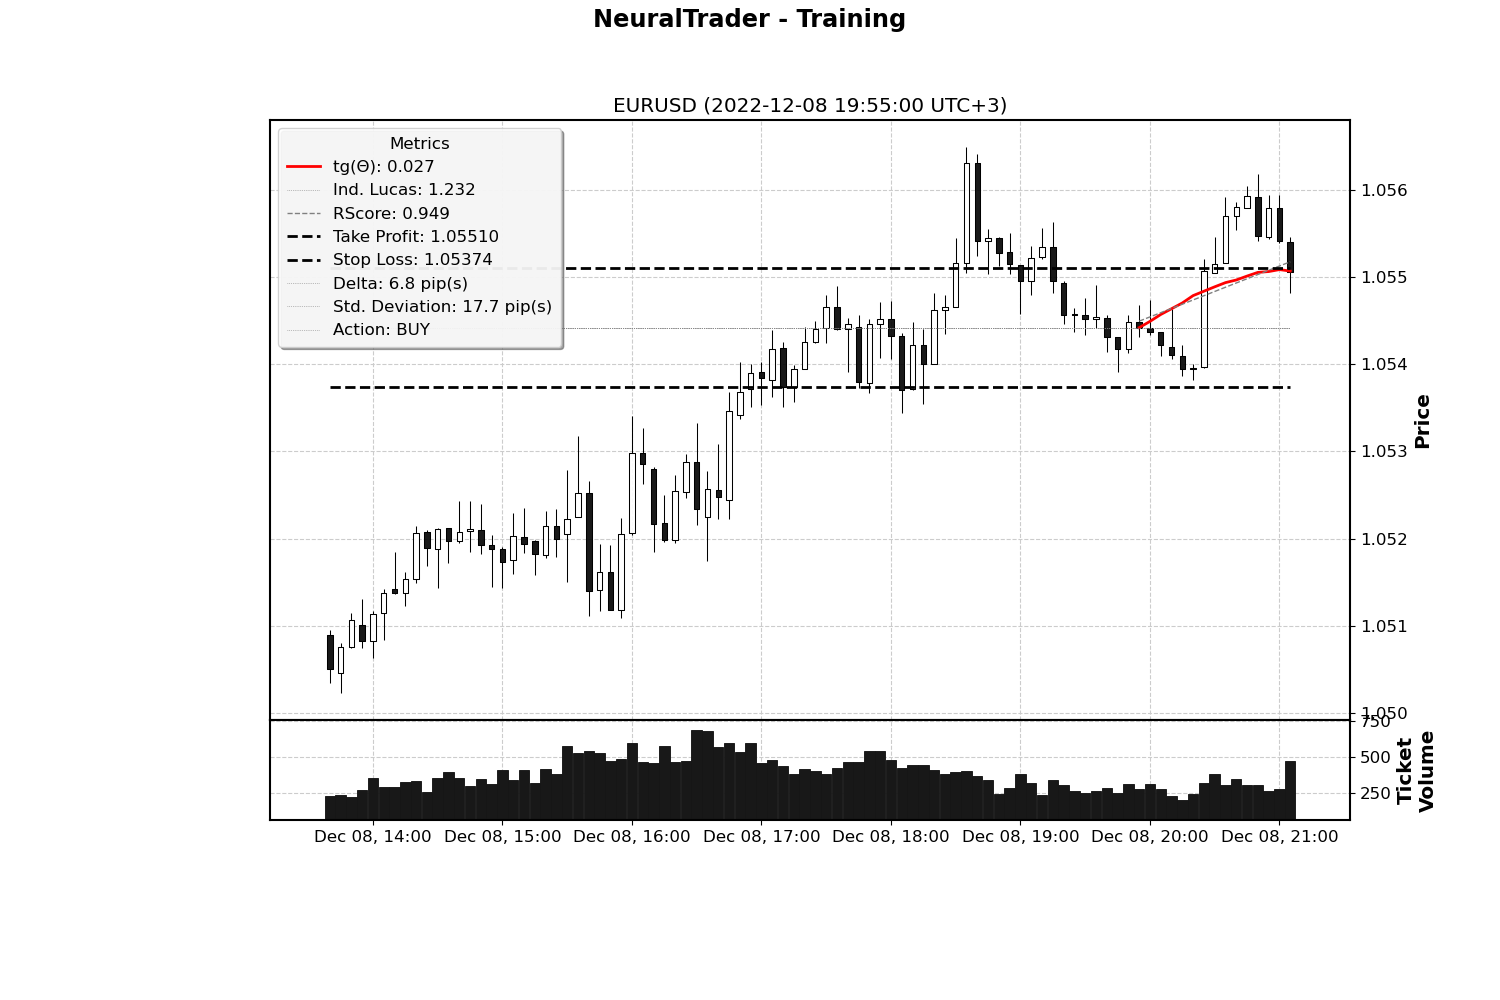 NeuralTrader - Training
EURUSD (2022-12-08 19:55:00 UTC+3)
Metrics
tg(Θ): 0.027
Ind. Lucas: 1.232
RScore: 0.949
Take Profit: 1.05510
Stop Loss: 1.05374
Delta: 6.8 pip(s)
Std. Deviation: 17.7 pip(s)
Action: BUY
1.056
1.055
1.054
1.053
1.052
1.051
1.050
Price
750
500
250
Ticket
Volume
Dec 08, 14:00 Dec 08, 15:00 Dec 08, 16:00 Dec 08, 17:00 Dec 08, 18:00 Dec 08, 19:00 Dec 08, 20:00 Dec 08, 21:00